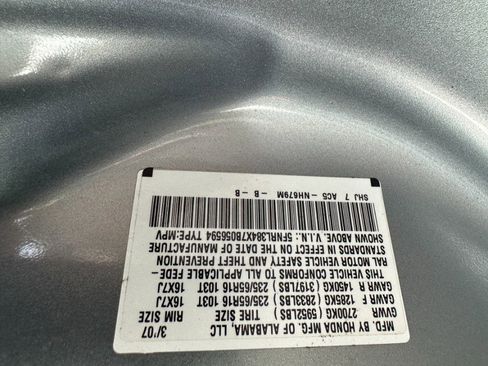 MFD. BY HONDA MFG. OF ALABAMA, LLC 3/'07
GVWR 2700KG (5952LBS) TIRE SIZE RIM SIZE
GAWR F 1285KG (2833LBS) 235/65R16 103T 16X7J
GAWR R 1450KG (3197LBS) 235/65R16 103T 16X7J
THIS VEHICLE CONFORMS TO ALL APPLICABLE FEDE-
RAL MOTOR VEHICLE SAFETY AND THEFT PREVENTION
STANDARDS IN EFFECT ON THE DATE OF MANUFACTURE
SHOWN ABOVE. V.I.N.: 5FNRL384X7B056594 TYPE:MPV
SHJ 7 AC5 -NH679M -B -B